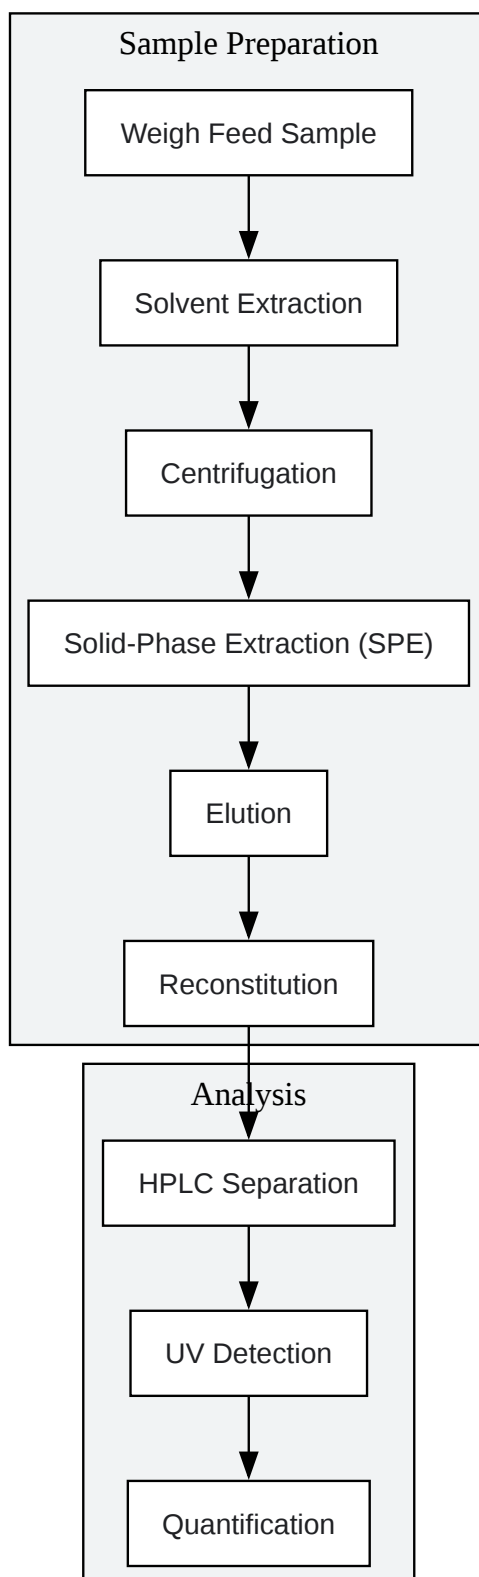 Sample Preparation
Weigh Feed Sample
Solvent Extraction
Centrifugation
Solid-Phase Extraction (SPE)
Elution
Reconstitution
Analysis
HPLC Separation
UV Detection
Quantification